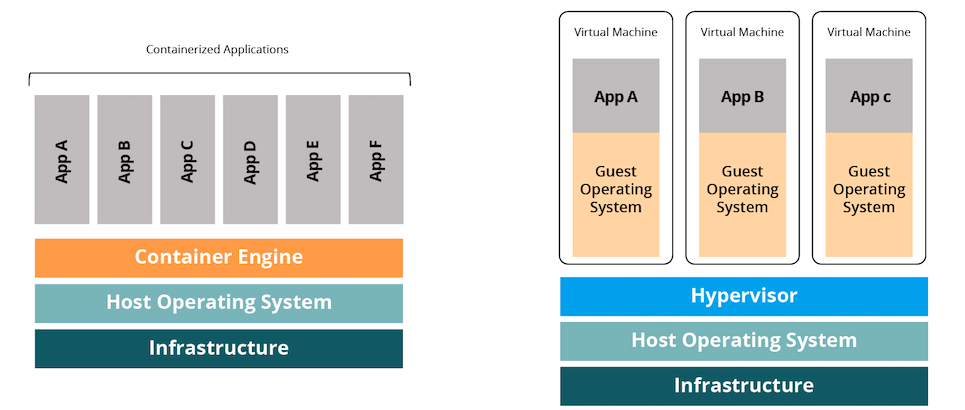 Containerized Applications
App A
App B
App C
App D
App E
App F
Container Engine
Host Operating System
Infrastructure
Virtual Machine
App A
Guest
Operating
System
Virtual Machine
App B
Guest
Operating
System
Virtual Machine
App c
Guest
Operating
System
Hypervisor
Host Operating System
Infrastructure